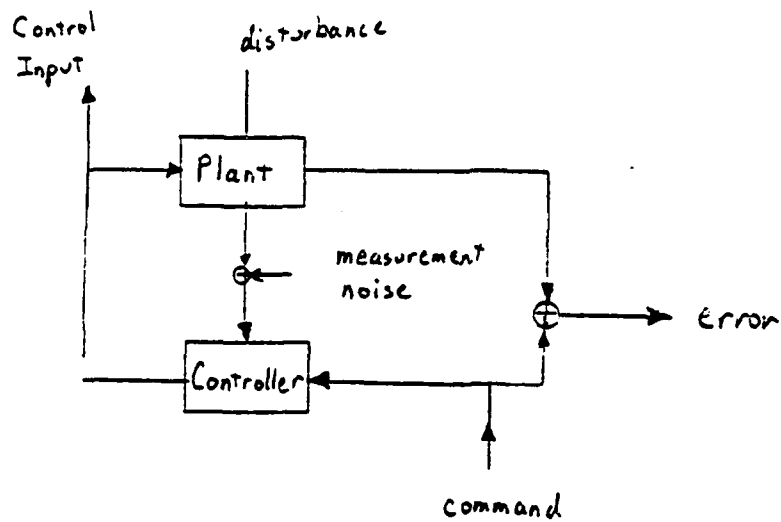 Control
Input
disturbance
Plant
measurement
noise
Error
Controller
command